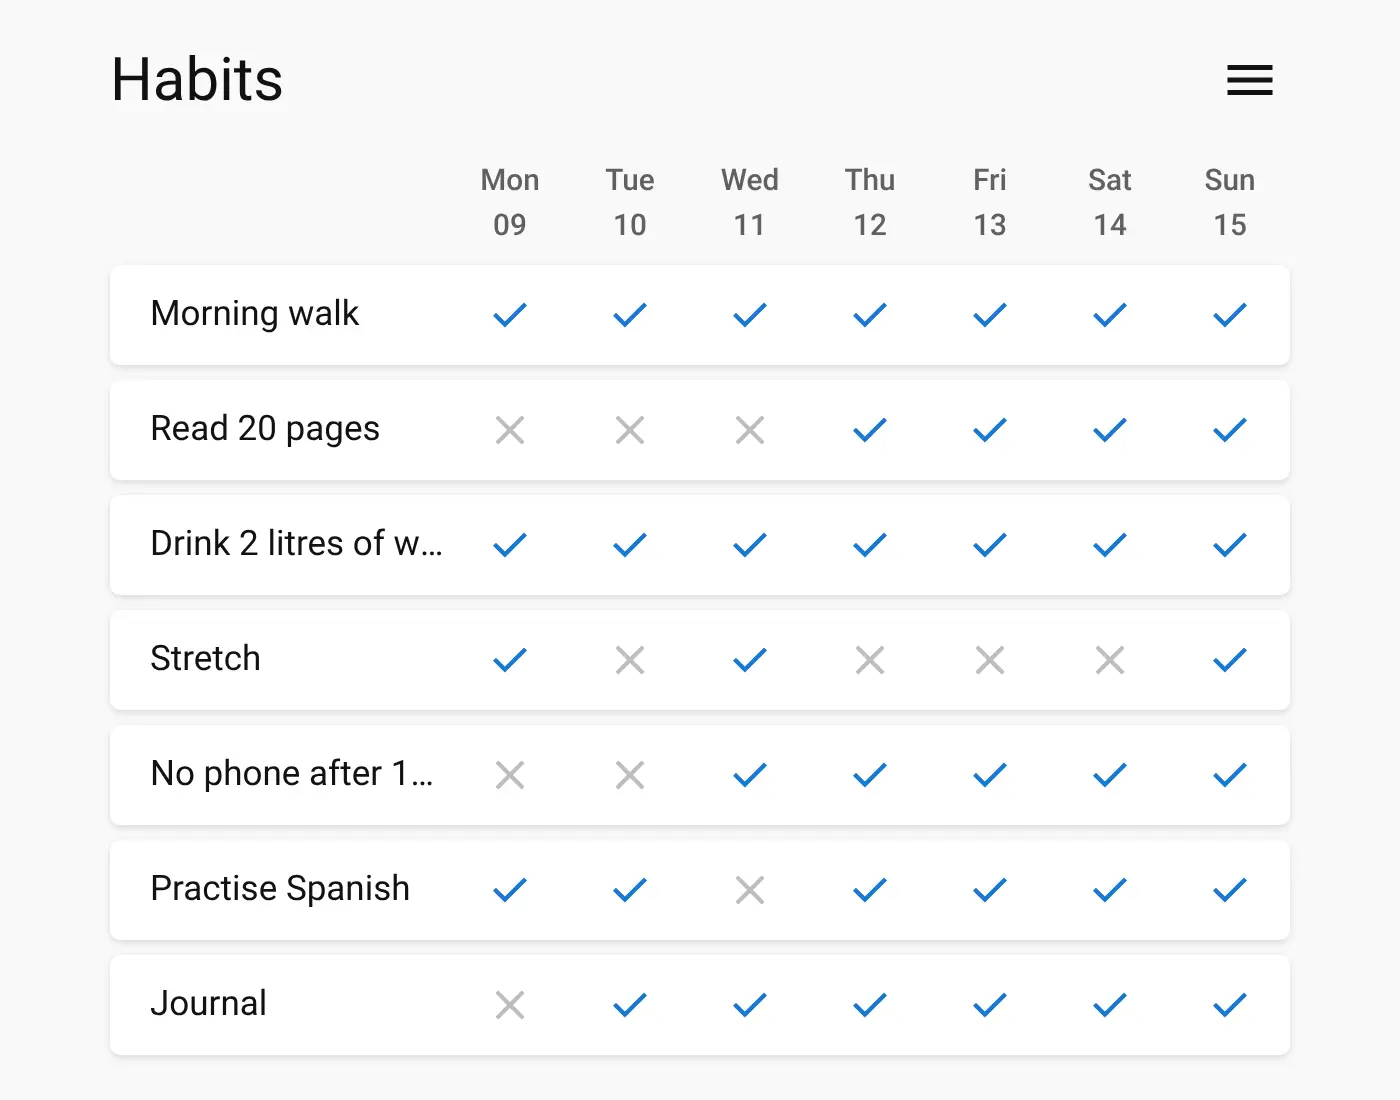 Habits
Mon Tue Wed Thu Fri Sat Sun
09 10 11 12 13 14 15
Morning walk
Read 20 pages
Drink 2 litres of w...
Stretch
No phone after 1...
Practise Spanish
Journal